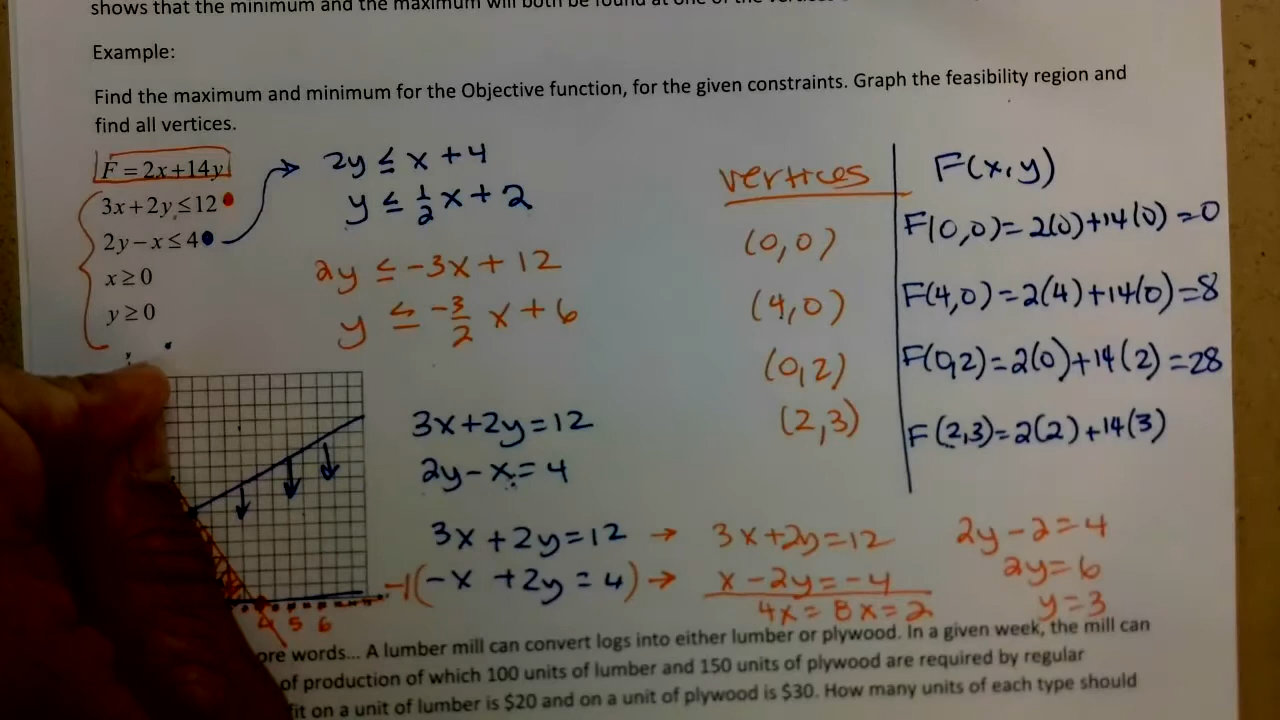 shows that the minimum and the maximum will both be found at one of the vertices
Example:
Find the maximum and minimum for the Objective function, for the given constraints. Graph the feasibility region and
find all vertices.
F = 2x+14y
3x+2y≤12
2y−x≤4
x≥0
y≥0
2y ≤ x +4
y ≤ 1/2 x + 2
2y ≤ -3x + 12
y ≤ -3/2 x + 6
vertices
(0,0)
(4,0)
(0,2)
(2,3)
F(x,y)
F(0,0)=2(0)+14(0)=0
F(4,0)=2(4)+14(0)=8
F(0,2)=2(0)+14(2)=28
F(2,3)=2(2)+14(3)
3x+2y=12
2y-x=4
3x+2y=12 → 3x+2y=12
-1(-x +2y=4) → x-2y=-4
4x=8 x=2
2y-2=4
2y=6
y=3
y
4 5 6
ore words... A lumber mill can convert logs into either lumber or plywood. In a given week, the mill can
of production of which 100 units of lumber and 150 units of plywood are required by regular
fit on a unit of lumber is $20 and on a unit of plywood is $30. How many units of each type should